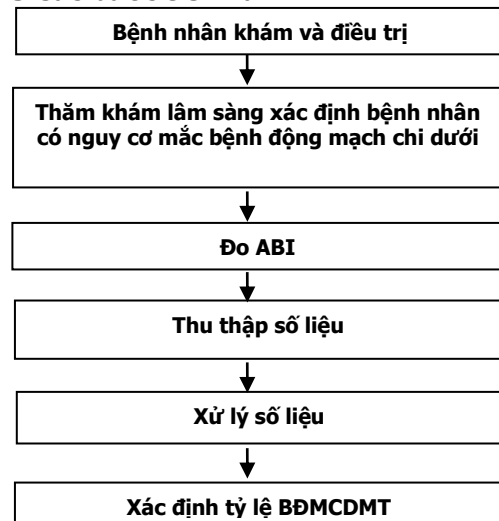 Bệnh nhân khám và điều trị
Thăm khám lâm sàng xác định bệnh nhân
có nguy cơ mắc bệnh động mạch chi dưới
Đo ABI
Thu thập số liệu
Xử lý số liệu
Xác định tỷ lệ BĐMCDMT